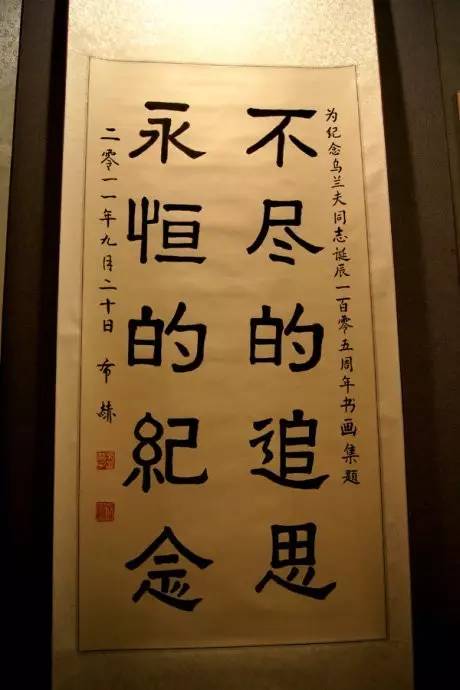 为纪念乌兰夫同志诞辰一百零五周年书画集题
不尽的追思
永恒的紀念
二零一一年九月二十日 布赫